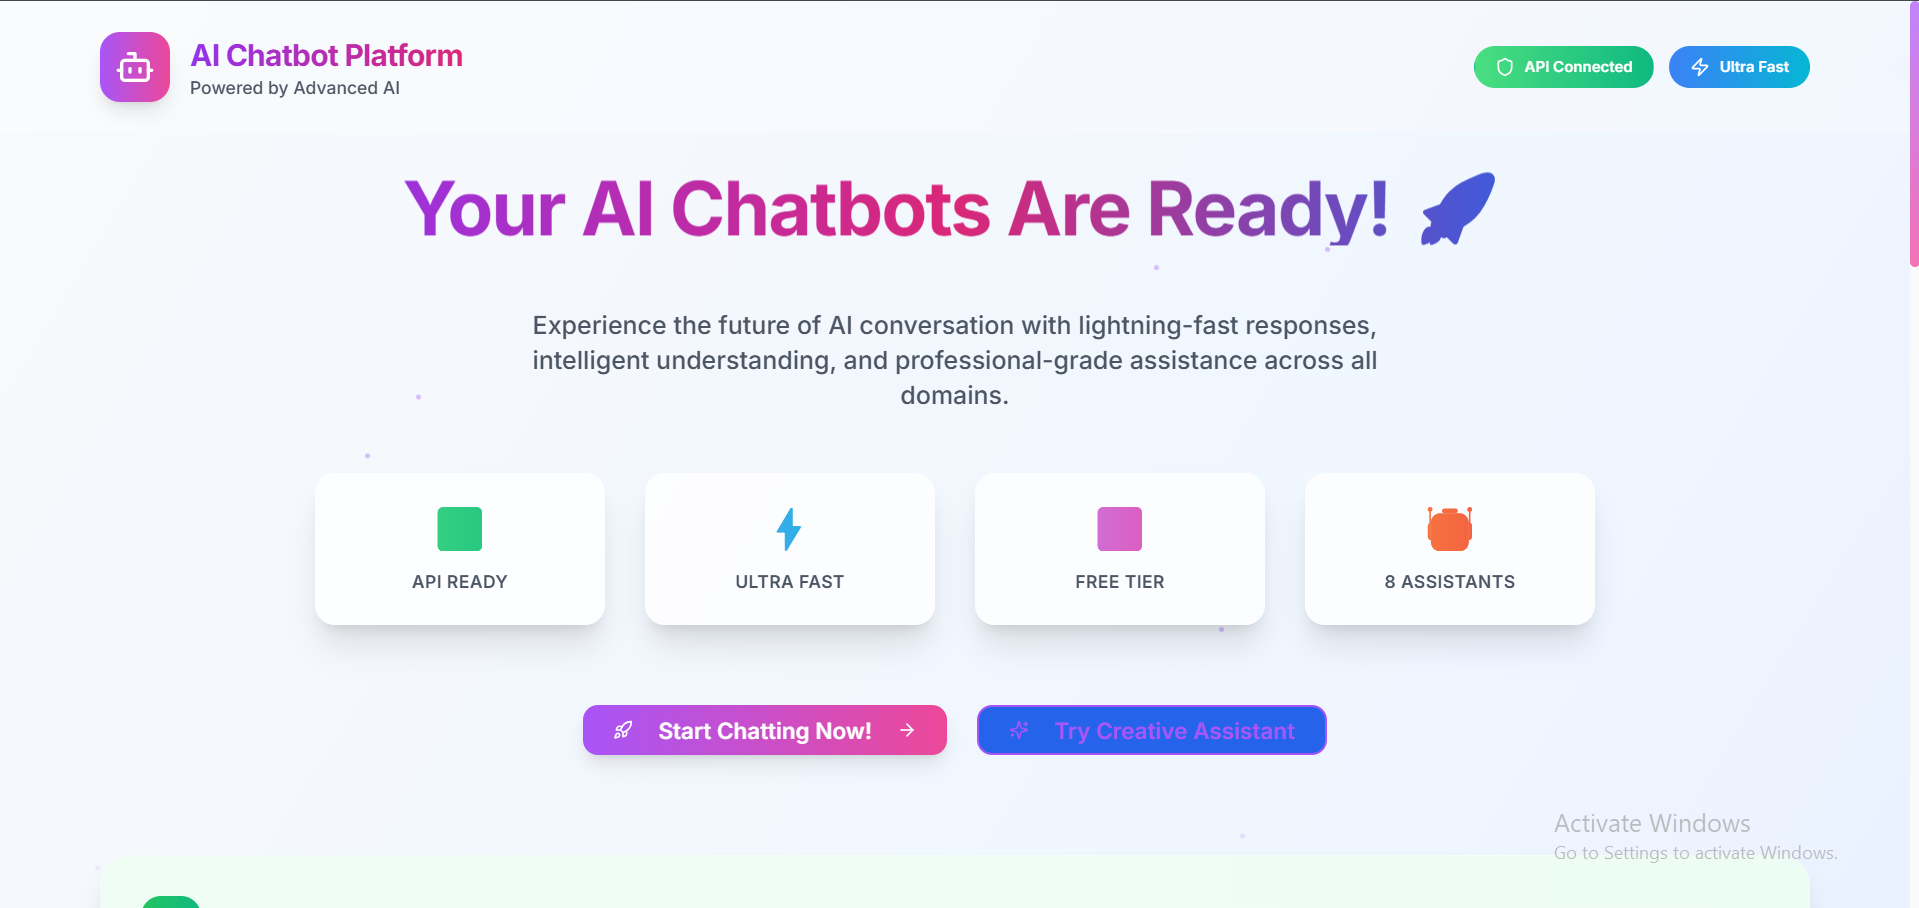 AI Chatbot Platform
Powered by Advanced AI
API Connected
Ultra Fast
Your AI Chatbots Are Ready!
Experience the future of AI conversation with lightning-fast responses,
intelligent understanding, and professional-grade assistance across all
domains.
API READY
ULTRA FAST
FREE TIER
8 ASSISTANTS
Start Chatting Now!
Try Creative Assistant
Activate Windows
Go to Settings to activate Windows.